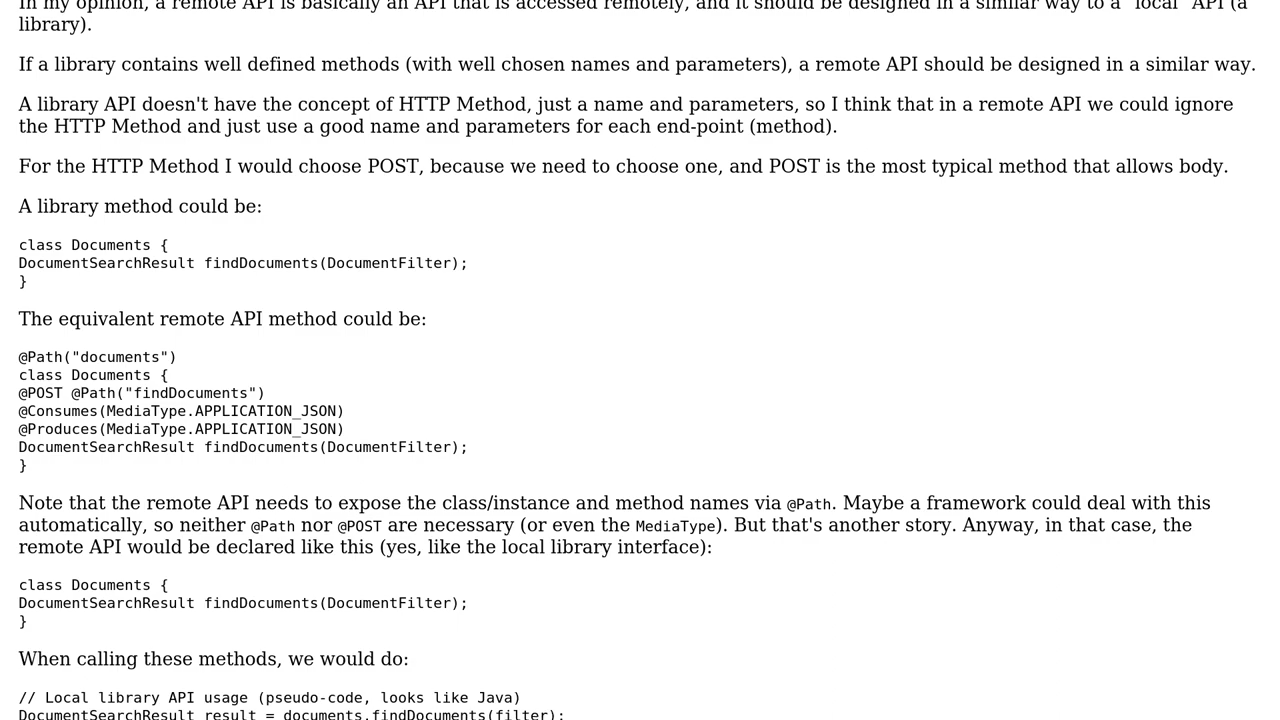 In my opinion, a remote API is basically an API that is accessed remotely, and it should be designed in a similar way to a "local" API (a
library).
If a library contains well defined methods (with well chosen names and parameters), a remote API should be designed in a similar way.
A library API doesn't have the concept of HTTP Method, just a name and parameters, so I think that in a remote API we could ignore
the HTTP Method and just use a good name and parameters for each end-point (method).
For the HTTP Method I would choose POST, because we need to choose one, and POST is the most typical method that allows body.
A library method could be:
class Documents {
DocumentSearchResult findDocuments(DocumentFilter);
}
The equivalent remote API method could be:
@Path("documents")
class Documents {
@POST @Path("findDocuments")
@Consumes(MediaType.APPLICATION_JSON)
@Produces(MediaType.APPLICATION_JSON)
DocumentSearchResult findDocuments(DocumentFilter);
}
Note that the remote API needs to expose the class/instance and method names via @Path. Maybe a framework could deal with this
automatically, so neither @Path nor @POST are necessary (or even the MediaType). But that's another story. Anyway, in that case, the
remote API would be declared like this (yes, like the local library interface):
class Documents {
DocumentSearchResult findDocuments(DocumentFilter);
}
When calling these methods, we would do:
// Local library API usage (pseudo-code, looks like Java)
DocumentSearchResult result = documents.findDocuments(filter);